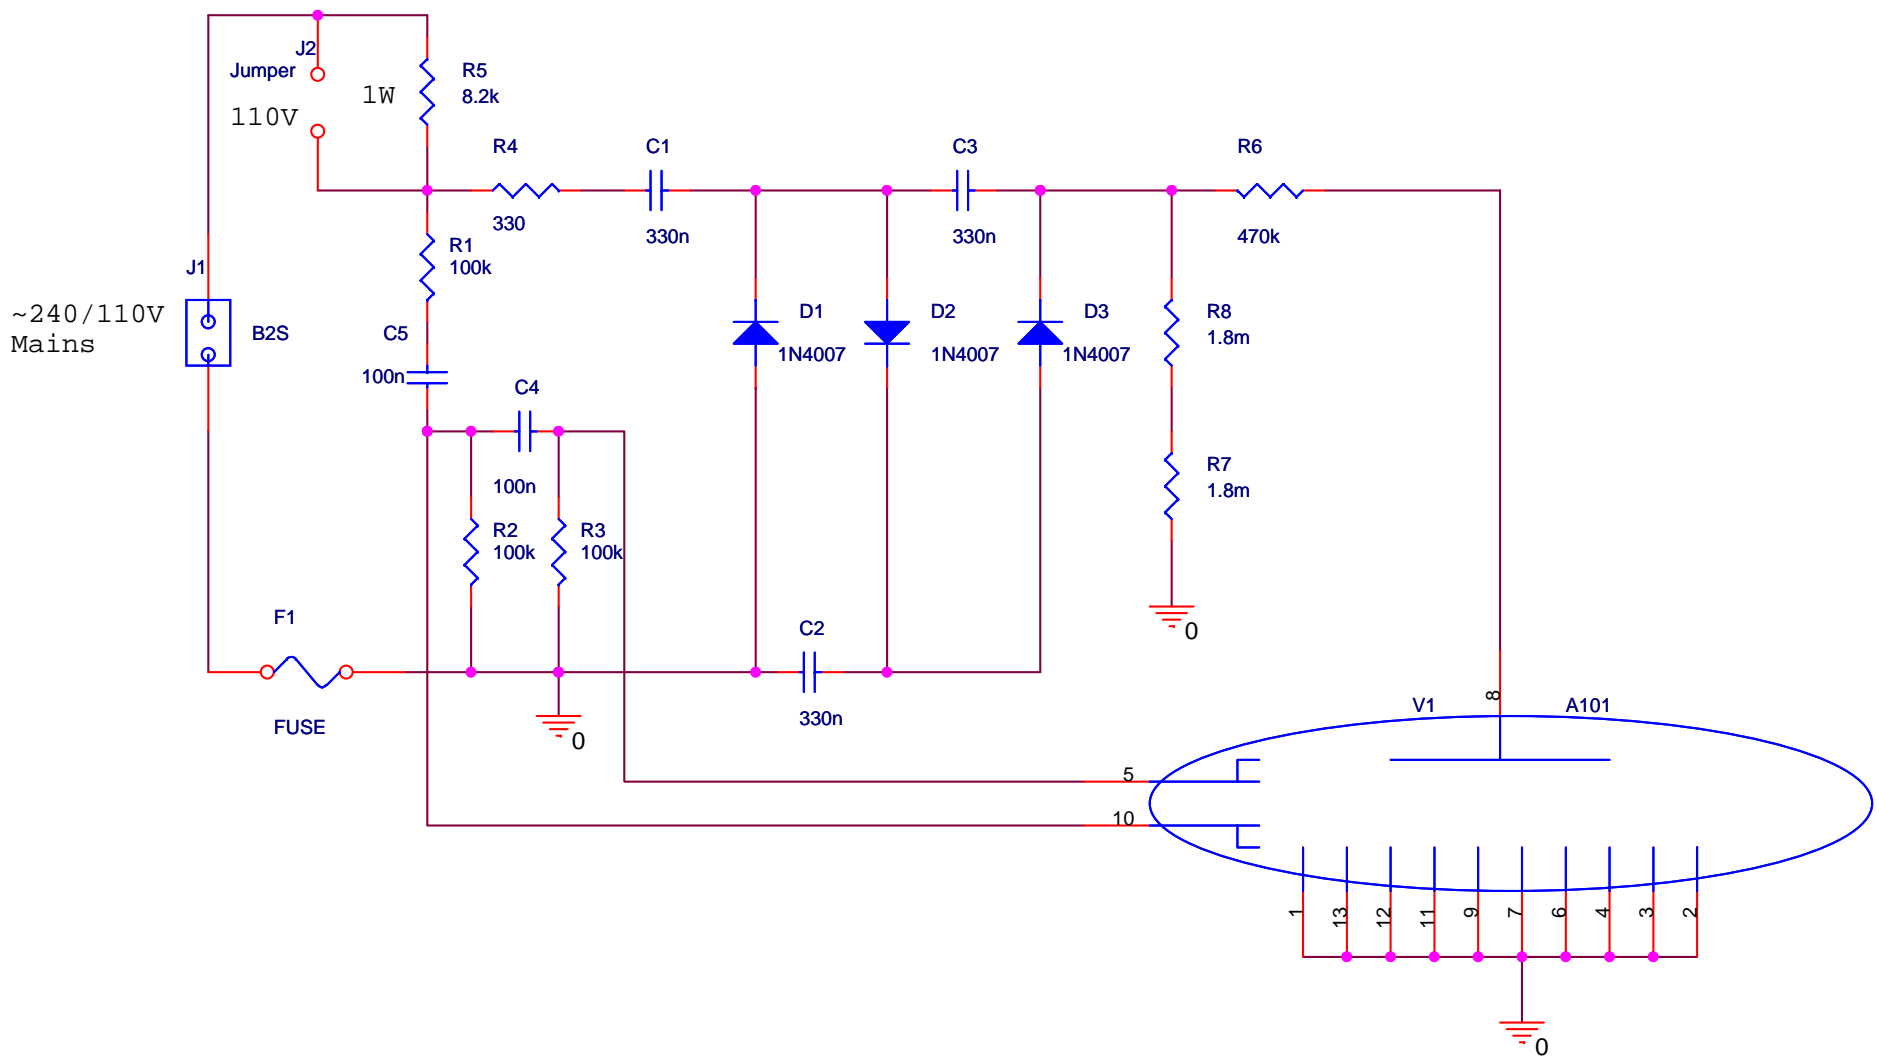 J2
Jumper
110V
1W
R5
8.2k
R4
330
C1
330n
C3
330n
R6
470k
R1
100k
J1
~240/110V
Mains
B2S
C5
100n
C4
100n
D1
1N4007
D2
1N4007
D3
1N4007
R8
1.8m
R7
1.8m
0
R2
100k
R3
100k
F1
FUSE
0
C2
330n
V1
A101
8
5
10
1
13
12
11
9
7
6
4
3
2
0